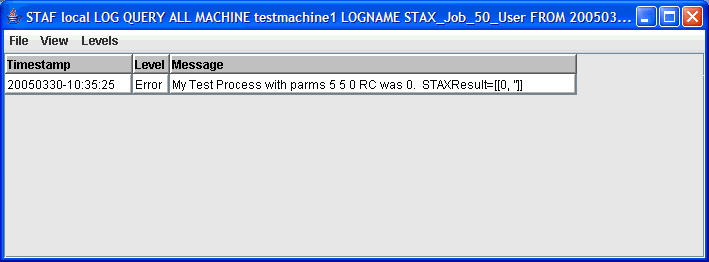 STAF local LOG QUERY ALL MACHINE testmachine1 LOGNAME STAX_Job_50_User FROM 200503...
File View Levels
Timestamp Level Message
20050330-10:35:25 Error My Test Process with parms 5 5 0 RC was 0. STAXResult=[[0, '']]